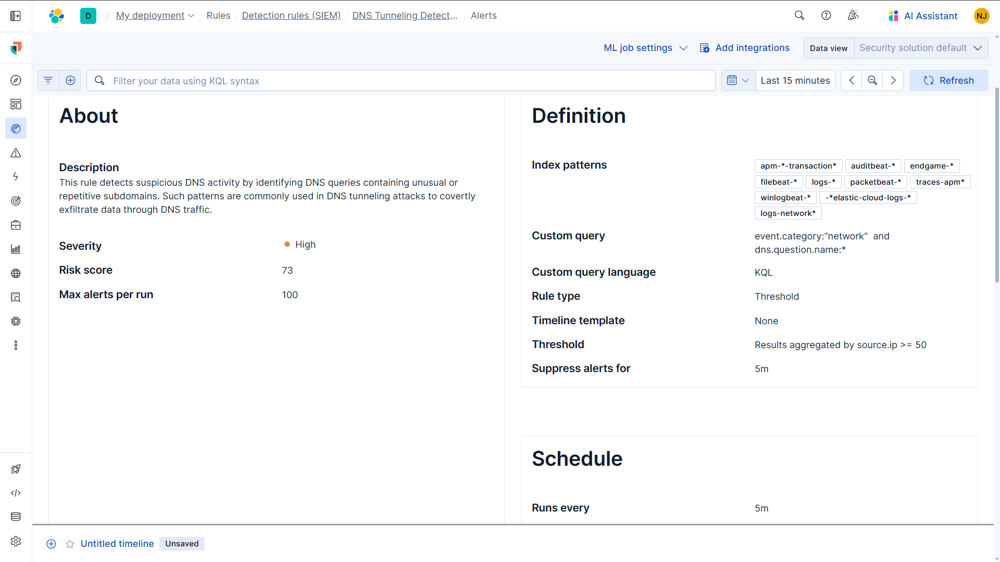 D / My deployment / Rules / Detection rules (SIEM) / DNS Tunneling Detect... / Alerts
AI Assistant
NJ
ML job settings
Add integrations
Data view
Security solution default
Filter your data using KQL syntax
Last 15 minutes
Refresh
About
Description
This rule detects suspicious DNS activity by identifying DNS queries containing unusual or
repetitive subdomains. Such patterns are commonly used in DNS tunneling attacks to covertly
exfiltrate data through DNS traffic.
Severity High
Risk score 73
Max alerts per run 100
Definition
Index patterns apm-*-transaction* auditbeat-* endgame-*
filebeat-* logs-* packetbeat-* traces-apm*
winlogbeat-* -*elastic-cloud-logs-*
logs-network*
Custom query event.category:"network" and
dns.question.name:*
Custom query language KQL
Rule type Threshold
Timeline template None
Threshold Results aggregated by source.ip >= 50
Suppress alerts for 5m
Schedule
Runs every 5m
Untitled timeline Unsaved